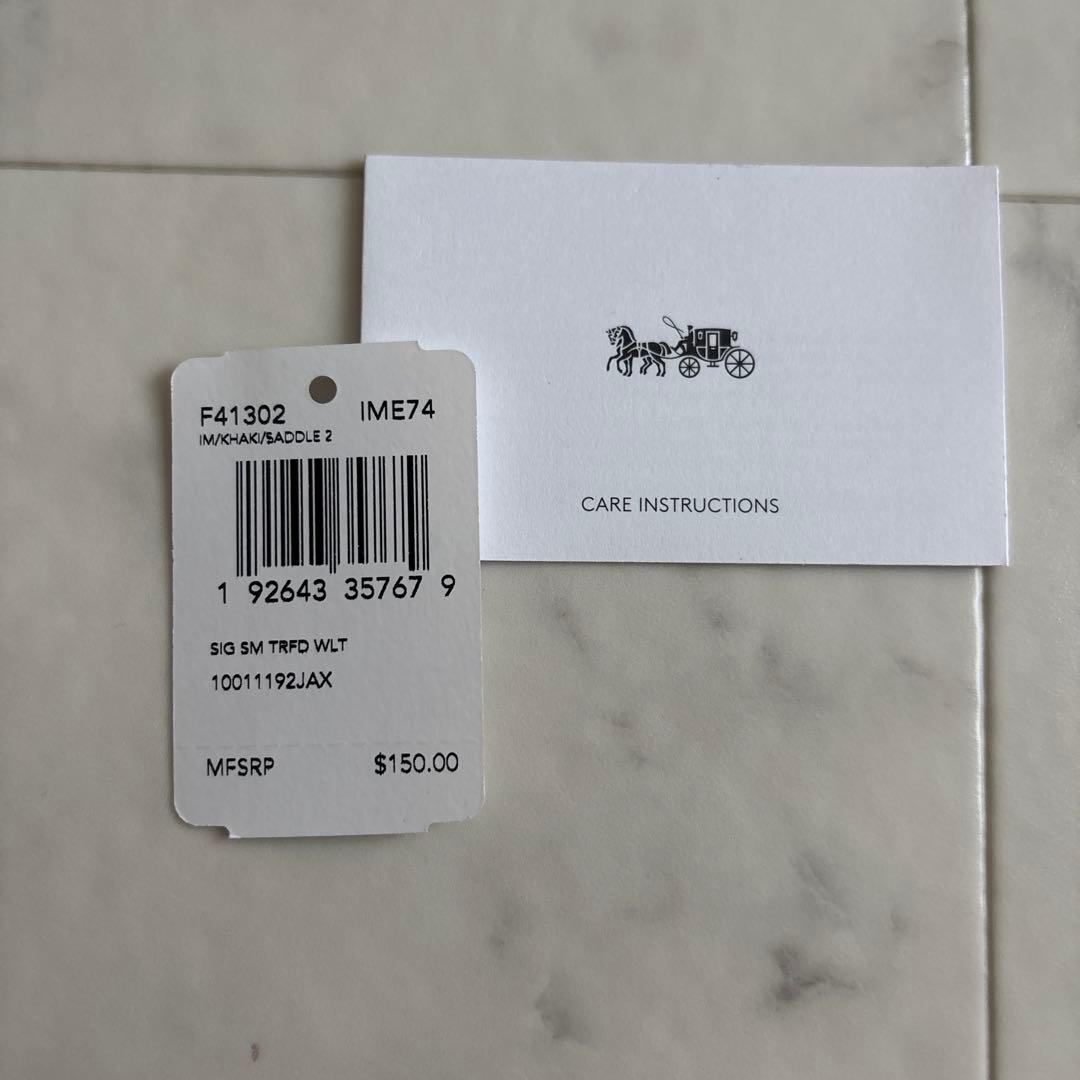 F41302 IME74
IM/KHAKI/SADDLE 2
1 92643 35767 9
SIG SM TRFD WLT
10011192JAX
MFSRP $150.00
CARE INSTRUCTIONS